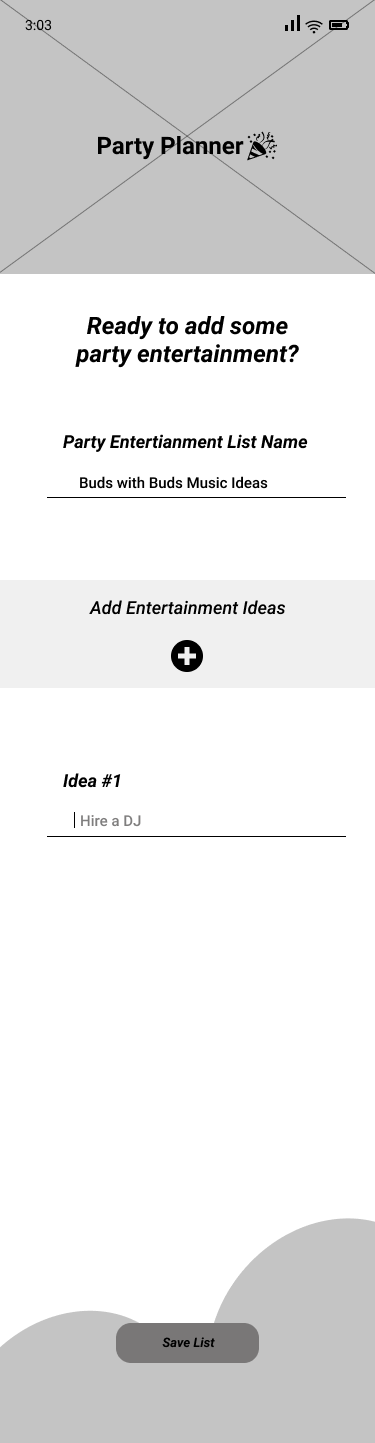 3:03
Party Planner
Ready to add some
party entertainment?
Party Entertianment List Name
Buds with Buds Music Ideas
Add Entertainment Ideas
Idea #1
Hire a DJ
Save List